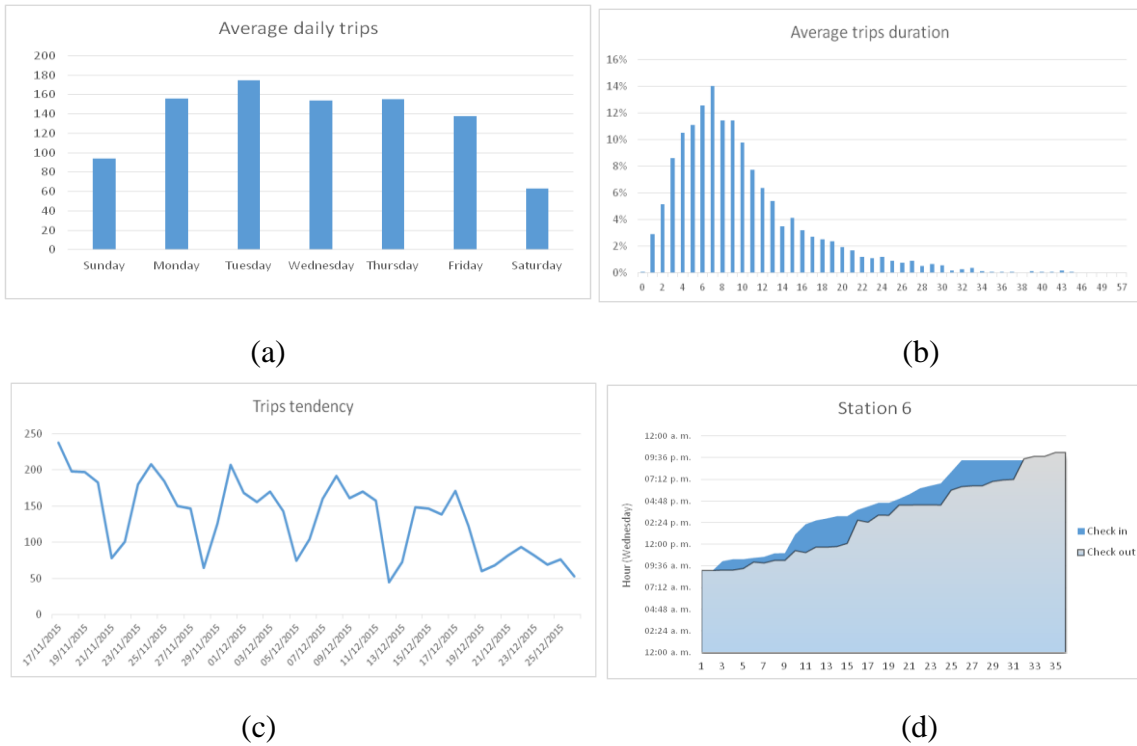 Average daily trips
200
180
160
140
120
100
80
60
40
20
0
Sunday Monday Tuesday Wednesday Thursday Friday Saturday
(a)
Average trips duration
16%
14%
12%
10%
8%
6%
4%
2%
0%
0 2 4 6 8 10 12 14 16 18 20 22 24 26 28 30 32 34 36 38 40 43 46 49 57
(b)
Trips tendency
250
200
150
100
50
0
17/11/2015 19/11/2015 21/11/2015 23/11/2015 25/11/2015 27/11/2015 29/11/2015 01/12/2015 03/12/2015 05/12/2015 07/12/2015 09/12/2015 11/12/2015 13/12/2015 15/12/2015 17/12/2015 19/12/2015 21/12/2015 23/12/2015 25/12/2015
(c)
Station 6
Hour (Wednesday)
12:00 a. m.
09:36 p. m.
07:12 p. m.
04:48 p. m.
02:24 p. m.
12:00 p. m.
09:36 a. m.
07:12 a. m.
04:48 a. m.
02:24 a. m.
12:00 a. m.
1 3 5 7 9 11 13 15 17 19 21 23 25 27 29 31 33 35
Check in
Check out
(d)